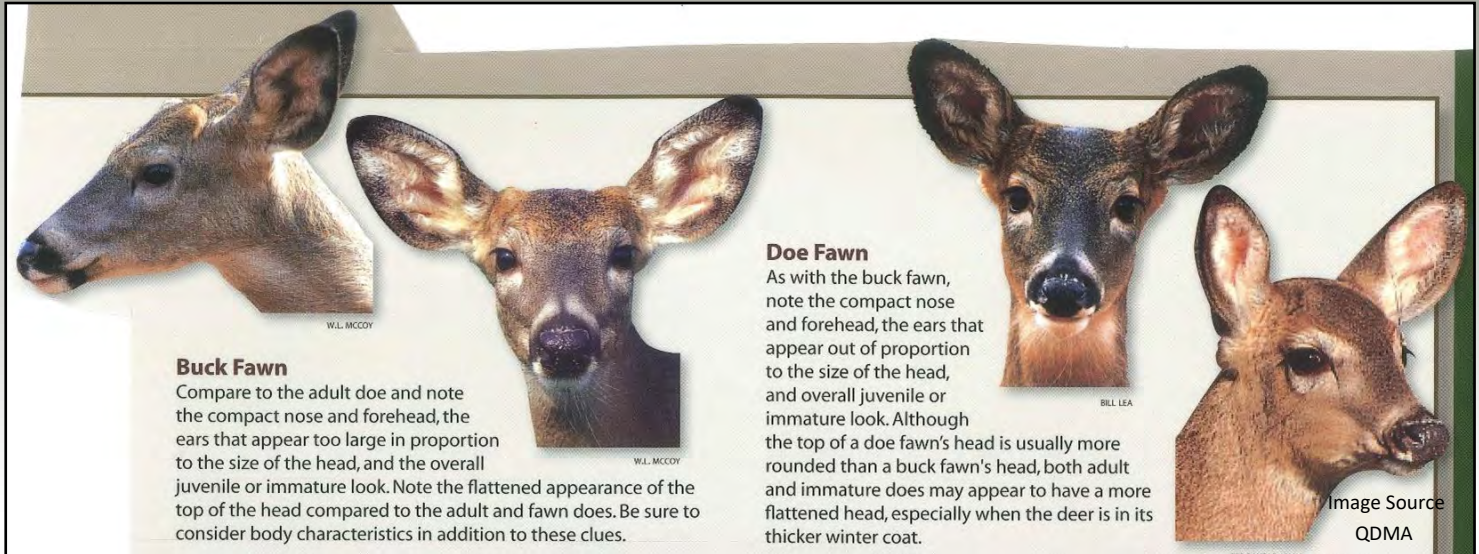 W.L. MCCOY
Buck Fawn
Compare to the adult doe and note
the compact nose and forehead, the
ears that appear too large in proportion
to the size of the head, and the overall
juvenile or immature look. Note the flattened appearance of the
top of the head compared to the adult and fawn does. Be sure to
consider body characteristics in addition to these clues.
W.L. MCCOY
Doe Fawn
As with the buck fawn,
note the compact nose
and forehead, the ears that
appear out of proportion
to the size of the head,
and overall juvenile or
immature look. Although
the top of a doe fawn's head is usually more
rounded than a buck fawn's head, both adult
and immature does may appear to have a more
flattened head, especially when the deer is in its
thicker winter coat.
BILL LEA
Image Source
QDMA